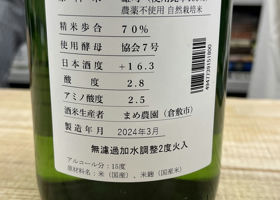 農薬不使用 自然栽培米
精米歩合 70%
使用酵母 協会7号
日本酒度 +16.3
酸度 2.8
アミノ酸度 2.5
酒米生産者 まめ農園(倉敷市)
製造年月 2024年3月
無濾過加水調整2度火入
アルコール分:15度
原材料名:米(国産)、米麹(国産米)